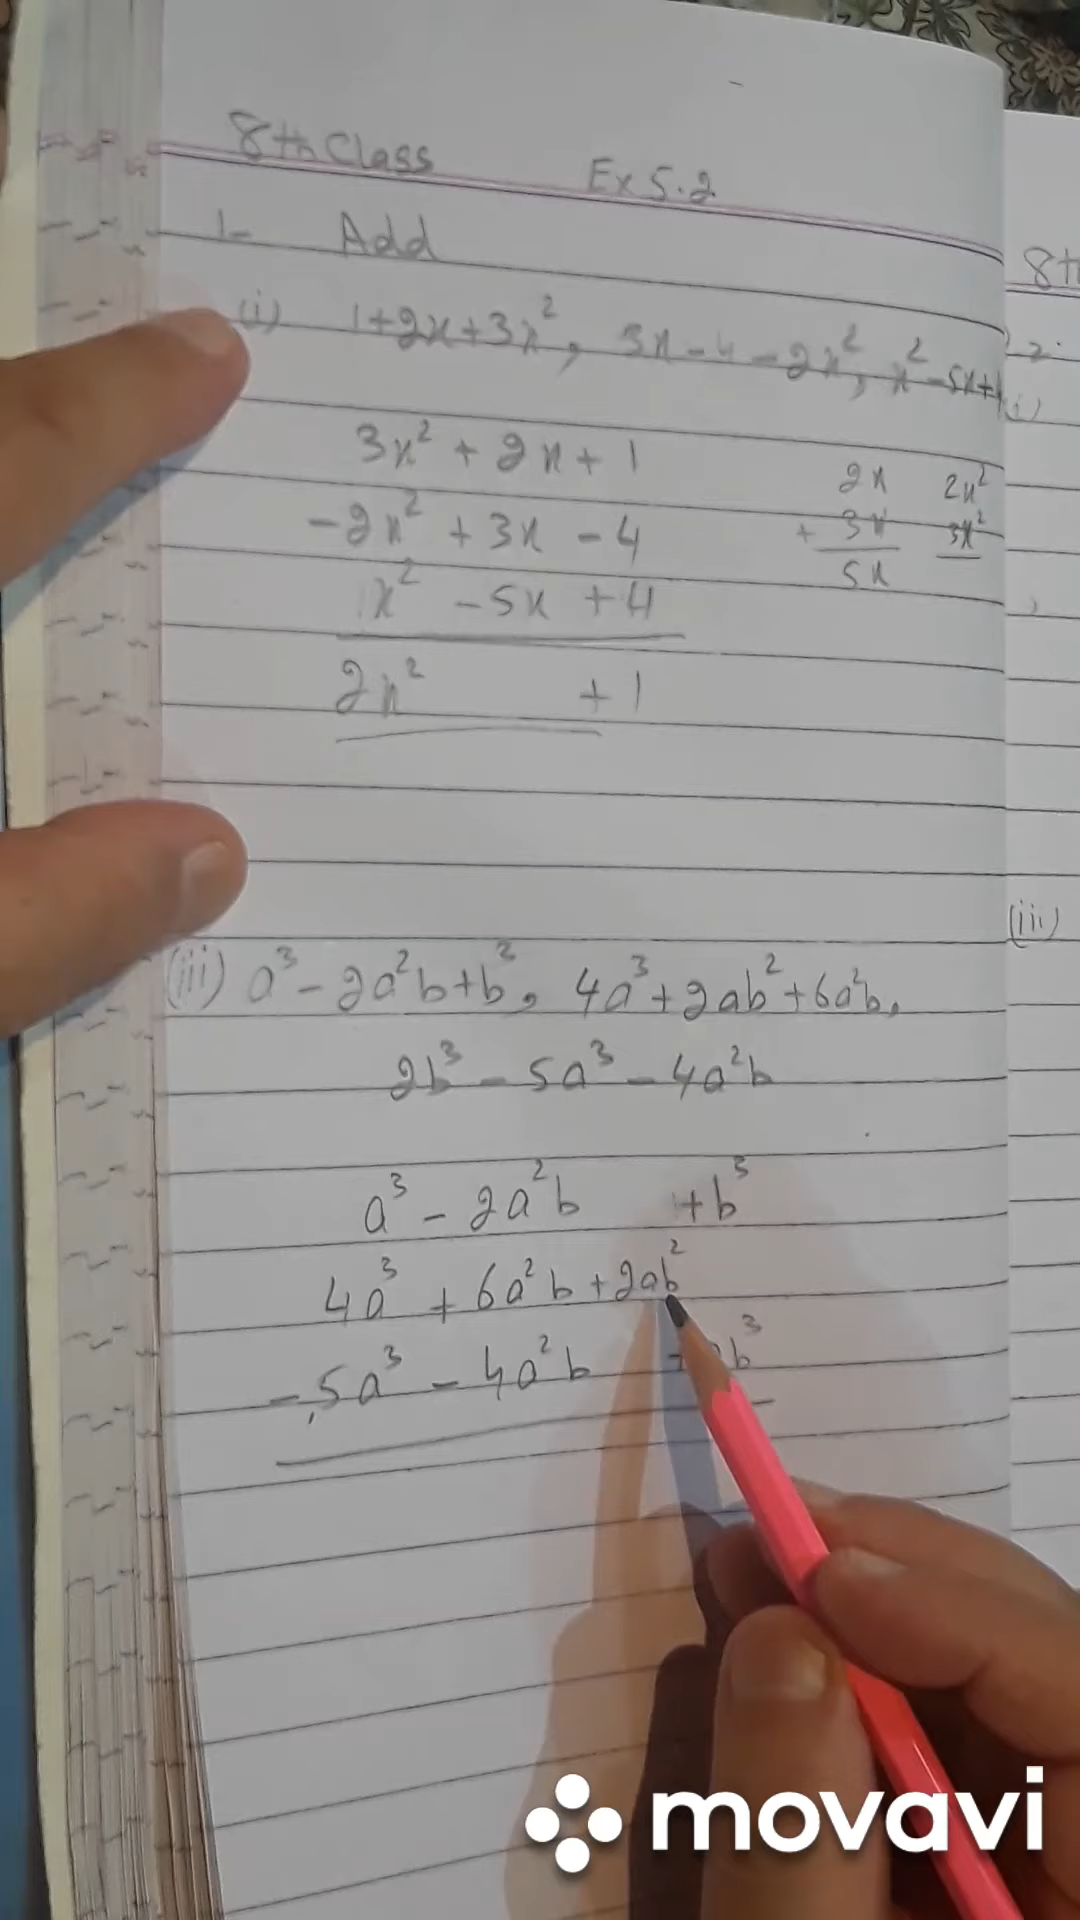 8th Class Ex 5.2
1- Add
(i) 1+2x+3x², 3x-4-2x², x²-5x+4
3x² + 2x + 1
-2x² + 3x - 4
1x² - 5x + 4
2x² + 1
2x 2x²
+ 3x 3x²
5x
(iii) a³-2a²b+b³, 4a³+2ab²+6a²b,
2b³ - 5a³ - 4a²b
a³ - 2a²b +b³
4a³ + 6a²b + 2ab²
-5a³ - 4a²b + b³
8th
(i)
(iii)
movavi